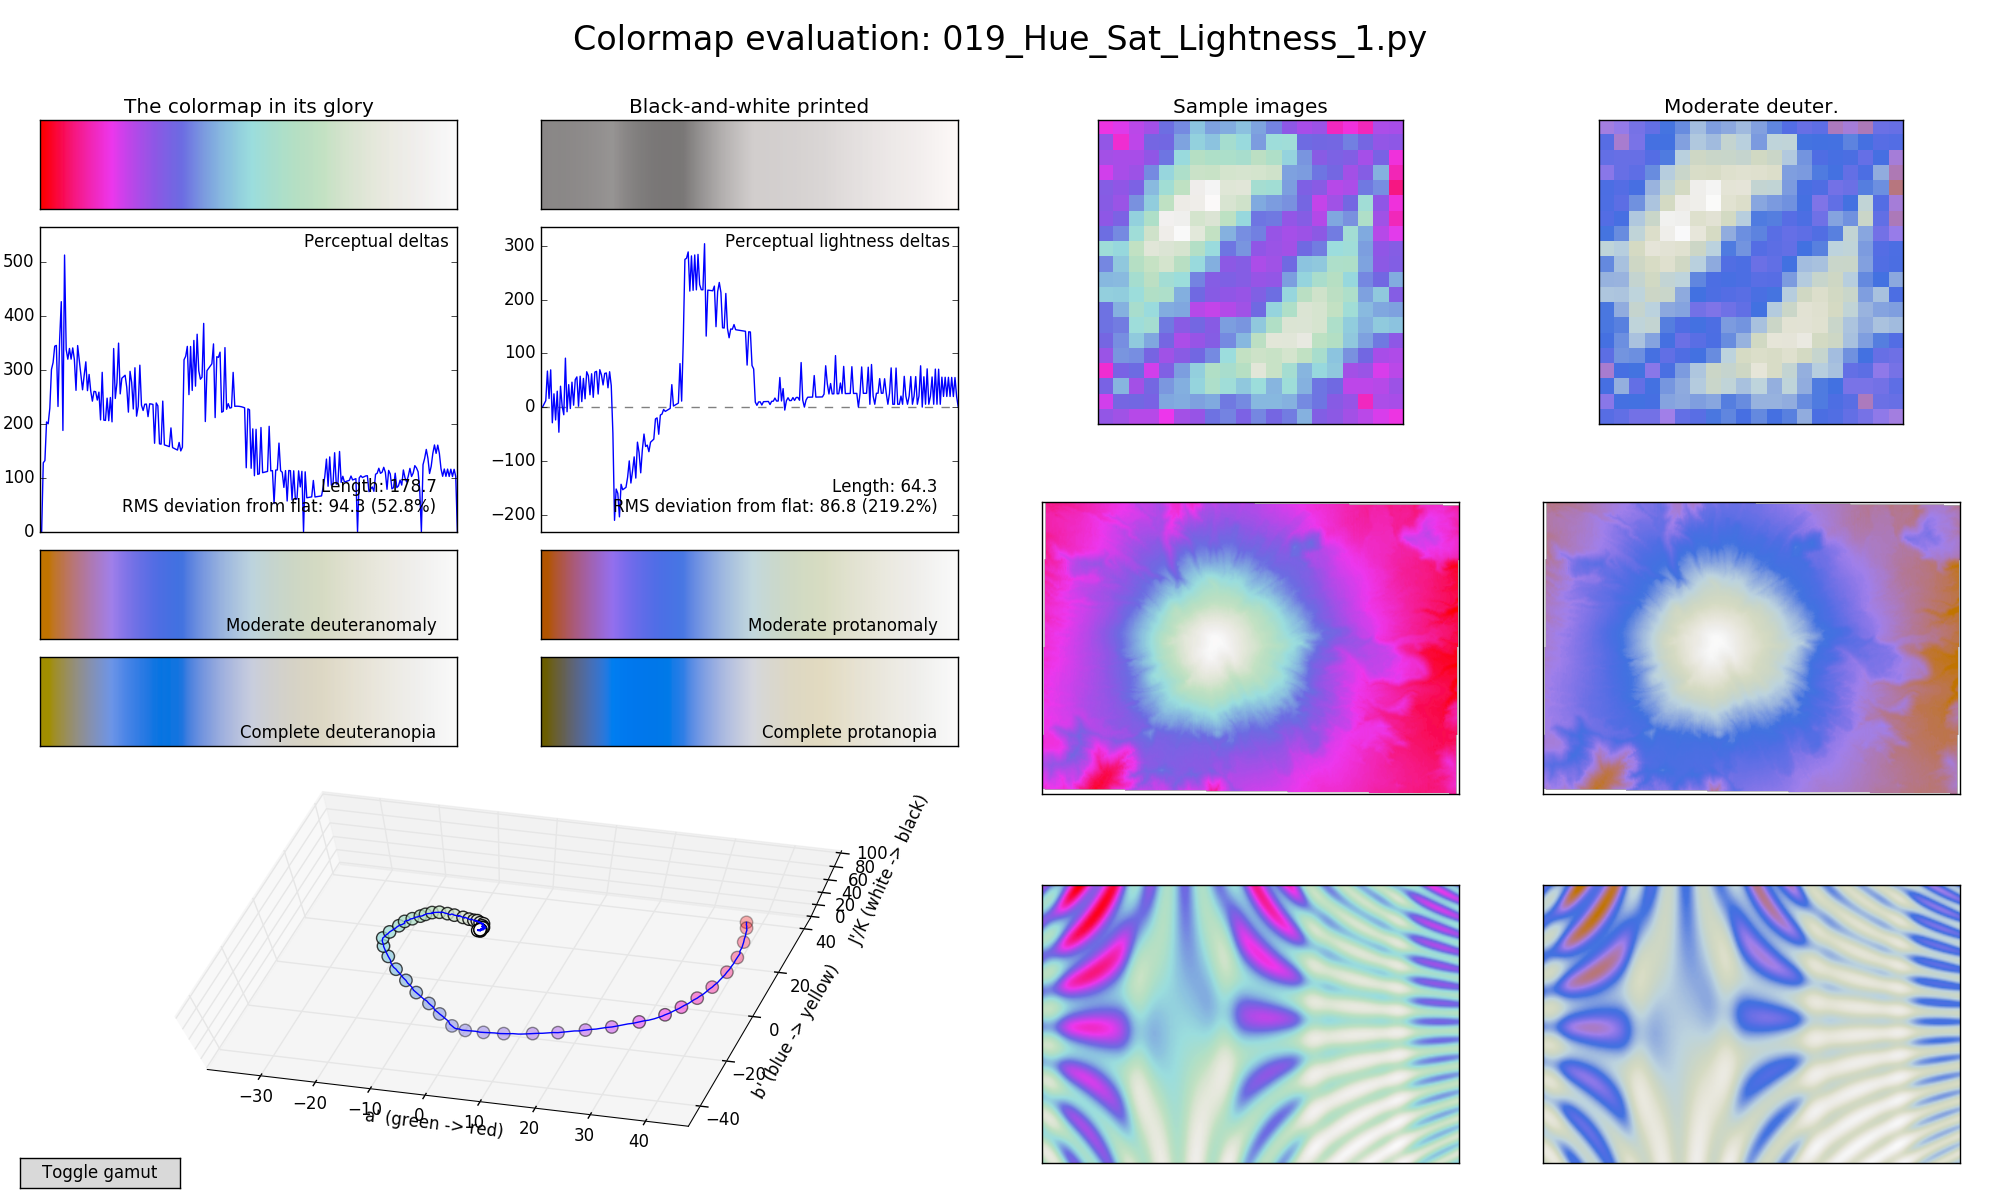 Colormap evaluation: 019_Hue_Sat_Lightness_1.py
The colormap in its glory
Black-and-white printed
Sample images
Moderate deuter.
Perceptual deltas
500
400
300
200
100
0
Length: 178.7
RMS deviation from flat: 94.3 (52.8%)
Perceptual lightness deltas
300
200
100
0
−100
−200
Length: 64.3
RMS deviation from flat: 86.8 (219.2%)
Moderate deuteranomaly
Moderate protanomaly
Complete deuteranopia
Complete protanopia
100
80
60
40
20
0
J'/K (white -> black)
40
20
0
−20
−40
b' (blue -> yellow)
−30
−20
−10
0
10
20
30
40
a' (green -> red)
Toggle gamut